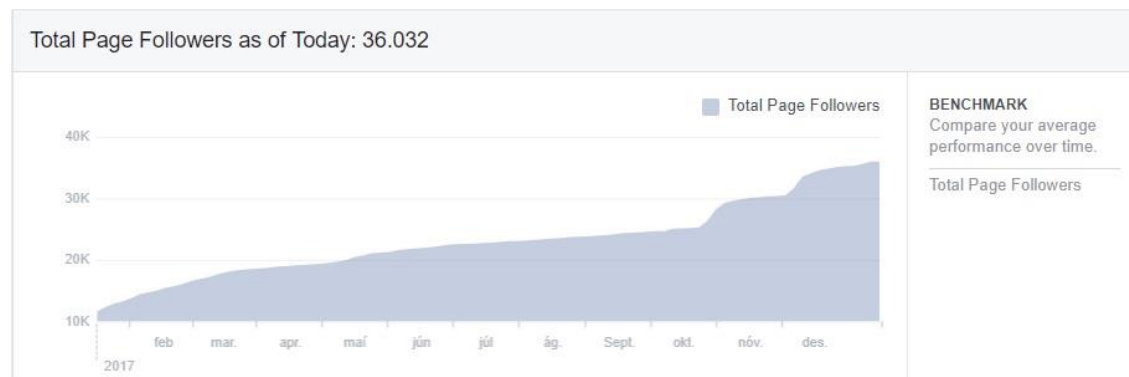 Total Page Followers as of Today: 36.032
Total Page Followers
BENCHMARK
Compare your average
performance over time.
Total Page Followers
40K
30K
20K
10K
feb mar. apr. maí jún júl ág. Sept. okt. nóv. des.
2017